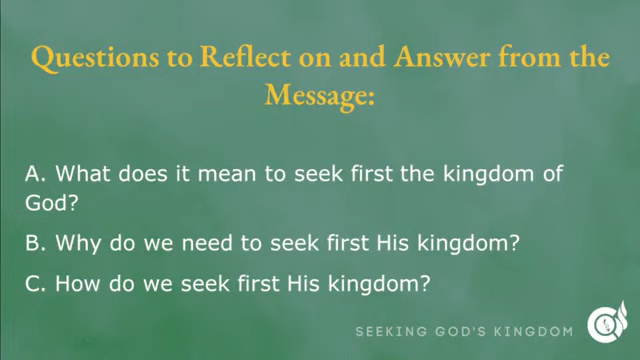 Questions to Reflect on and Answer from the
Message:
A. What does it mean to seek first the kingdom of
God?
B. Why do we need to seek first His kingdom?
C. How do we seek first His kingdom?
SEEKING GOD'S KINGDOM